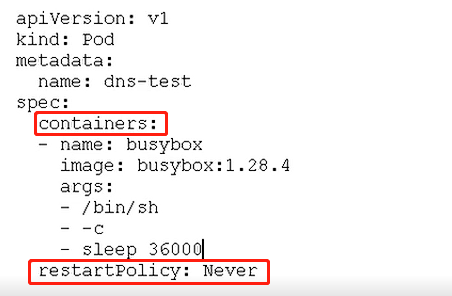 apiVersion: v1
kind: Pod
metadata:
  name: dns-test
spec:
  containers:
  - name: busybox
    image: busybox:1.28.4
    args:
    - /bin/sh
    - -c
    - sleep 36000
  restartPolicy: Never